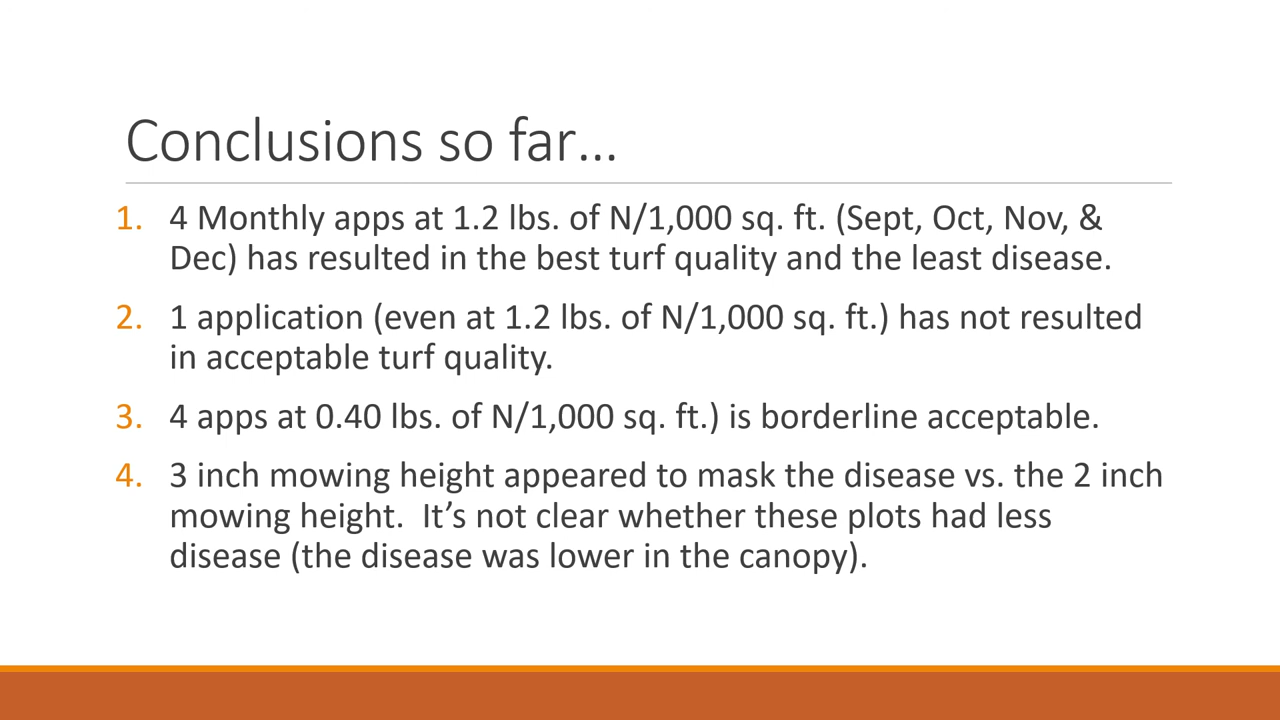 Conclusions so far…
1. 4 Monthly apps at 1.2 lbs. of N/1,000 sq. ft. (Sept, Oct, Nov, &
Dec) has resulted in the best turf quality and the least disease.
2. 1 application (even at 1.2 lbs. of N/1,000 sq. ft.) has not resulted
in acceptable turf quality.
3. 4 apps at 0.40 lbs. of N/1,000 sq. ft.) is borderline acceptable.
4. 3 inch mowing height appeared to mask the disease vs. the 2 inch
mowing height.  It’s not clear whether these plots had less
disease (the disease was lower in the canopy).